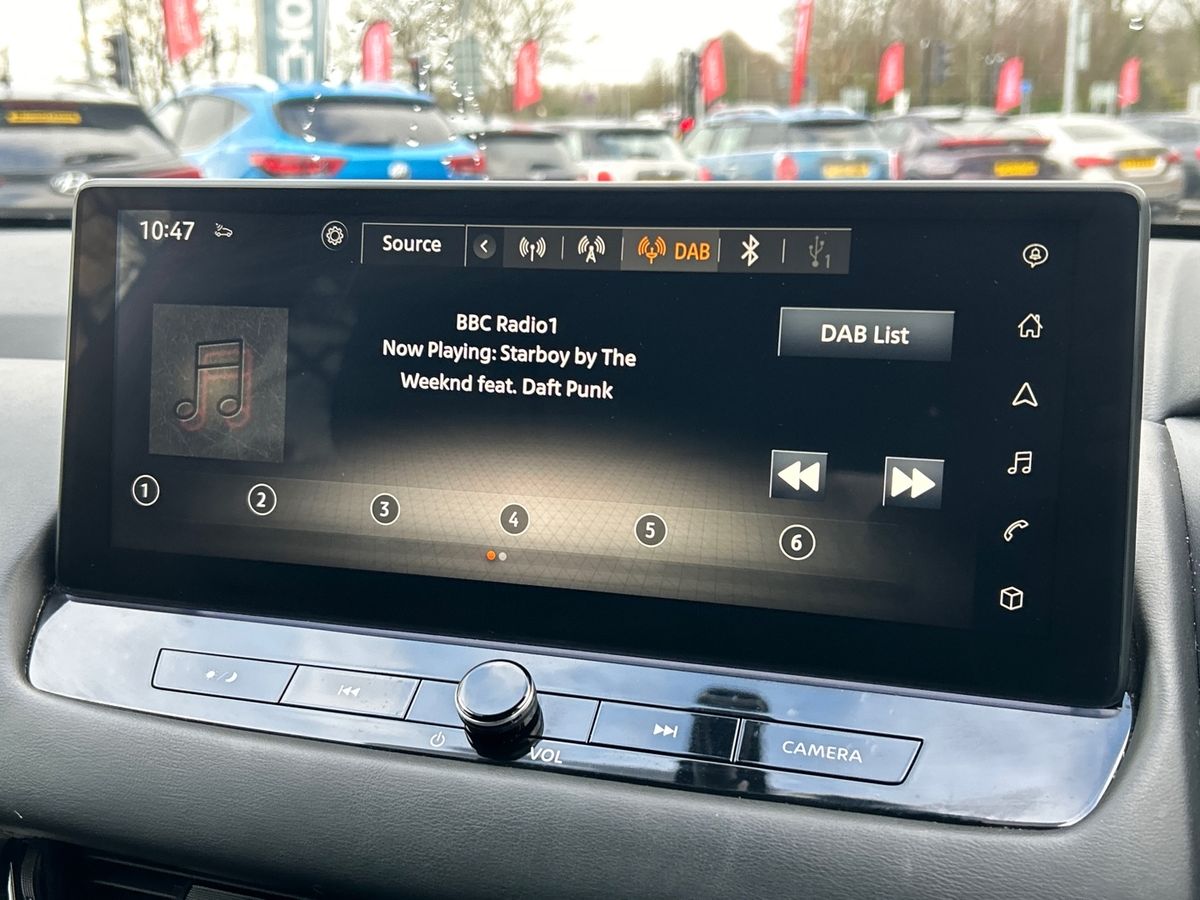 10:47
Source
DAB
1
BBC Radio1
Now Playing: Starboy by The
Weeknd feat. Daft Punk
DAB List
1
2
3
4
5
6
VOL
CAMERA